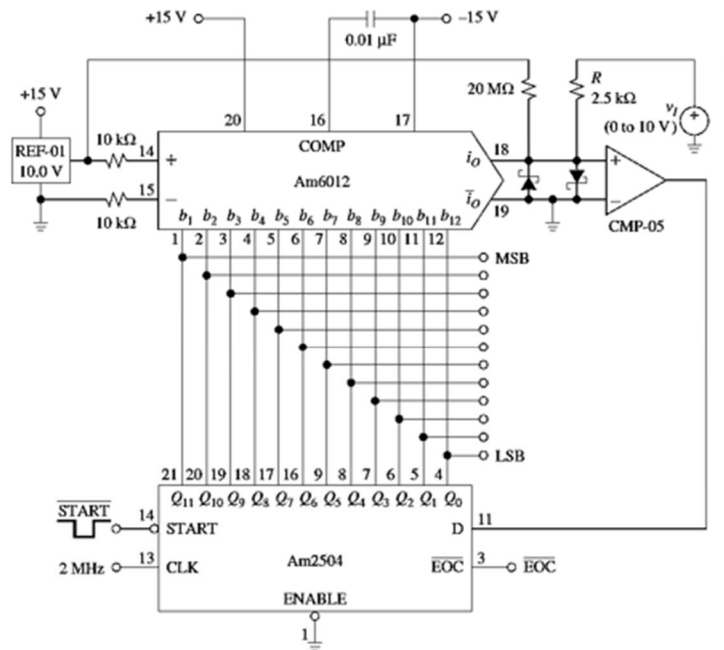 +15 V
–15 V
0.01 μF
+15 V
20
16
17
20 MΩ
R
2.5 kΩ
v_I
+
(0 to 10 V)
REF-01
10.0 V
10 kΩ
14
+
COMP
Am6012
i_O
18
+
15
−
10 kΩ
i̅_O
19
−
CMP-05
b₁ b₂ b₃ b₄ b₅ b₆ b₇ b₈ b₉ b₁₀ b₁₁ b₁₂
1 2 3 4 5 6 7 8 9 10 11 12
MSB
LSB
21 20 19 18 17 16 9 8 7 6 5 4
Q₁₁ Q₁₀ Q₉ Q₈ Q₇ Q₆ Q₅ Q₄ Q₃ Q₂ Q₁ Q₀
S̅T̅A̅R̅T̅
14
START
D
11
2 MHz
13
CLK
Am2504
E̅O̅C̅
3
E̅O̅C̅
ENABLE
1